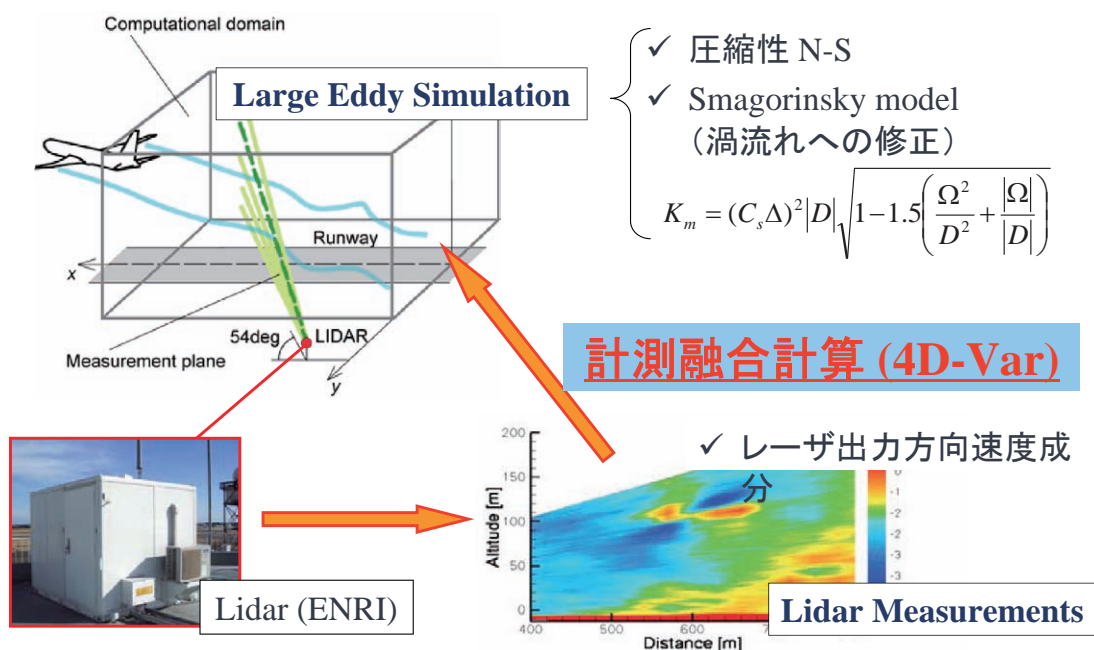 Computational domain
Large Eddy Simulation
Runway
x
54deg
LIDAR
Measurement plane
y
✓ 圧縮性 N-S
✓ Smagorinsky model
（渦流れへの修正）
K_m = (C_s Δ)^2 |D| √(1 − 1.5 (Ω^2/D^2 + |Ω|/|D|))
計測融合計算 (4D-Var)
Lidar (ENRI)
✓ レーザ出力方向速度成
分
200
150
100
50
0
Altitude [m]
400
500
600
Distance [m]
-1
-2
-3
Lidar Measurements